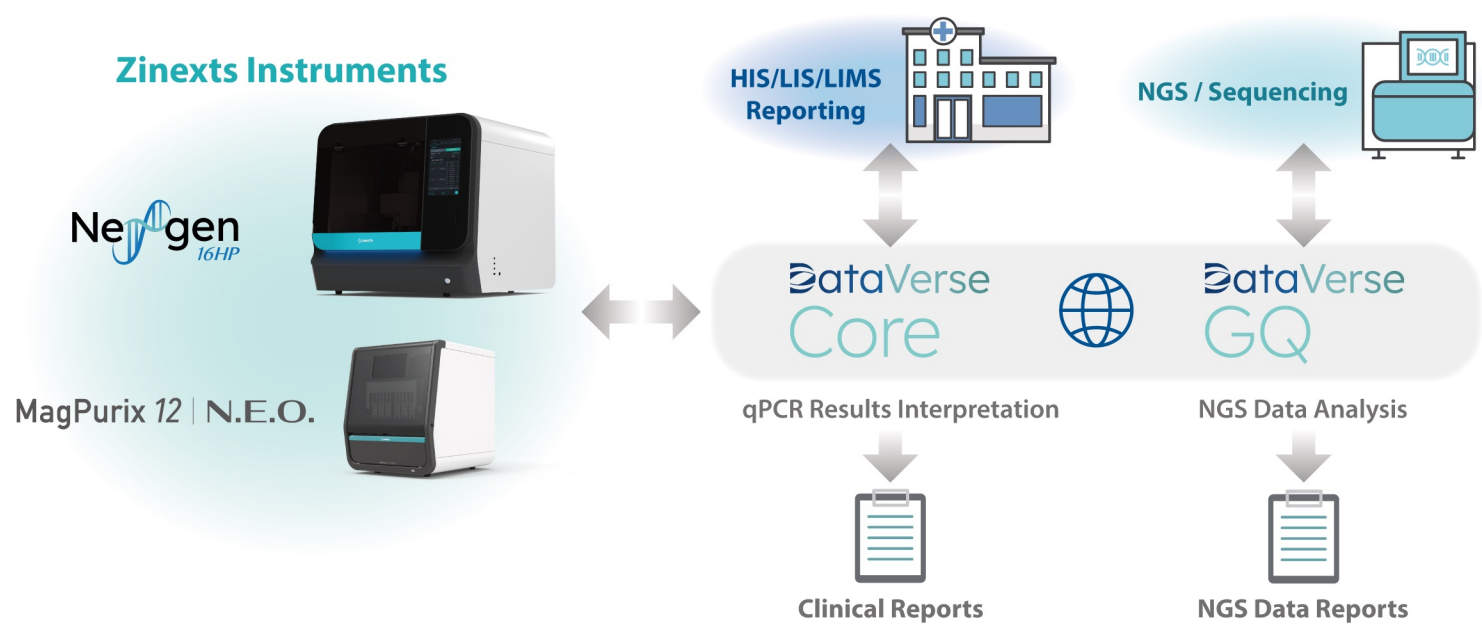 Zinexts Instruments
Nexgen
16HP
MagPurix 12 | N.E.O.
HIS/LIS/LIMS
Reporting
NGS / Sequencing
DataVerse
Core
DataVerse
GQ
qPCR Results Interpretation
NGS Data Analysis
Clinical Reports
NGS Data Reports